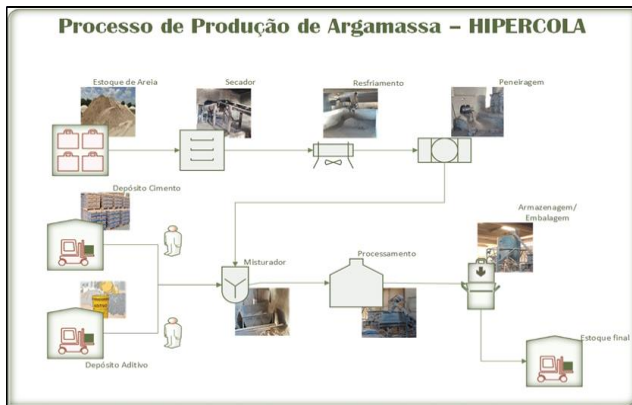 Processo de Produção de Argamassa – HIPERCOLA
Estoque de Areia
Secador
Resfriamento
Peneiragem
Depósito Cimento
Armazenagem/
Embalagem
Misturador
Processamento
Depósito Aditivo
Estoque final